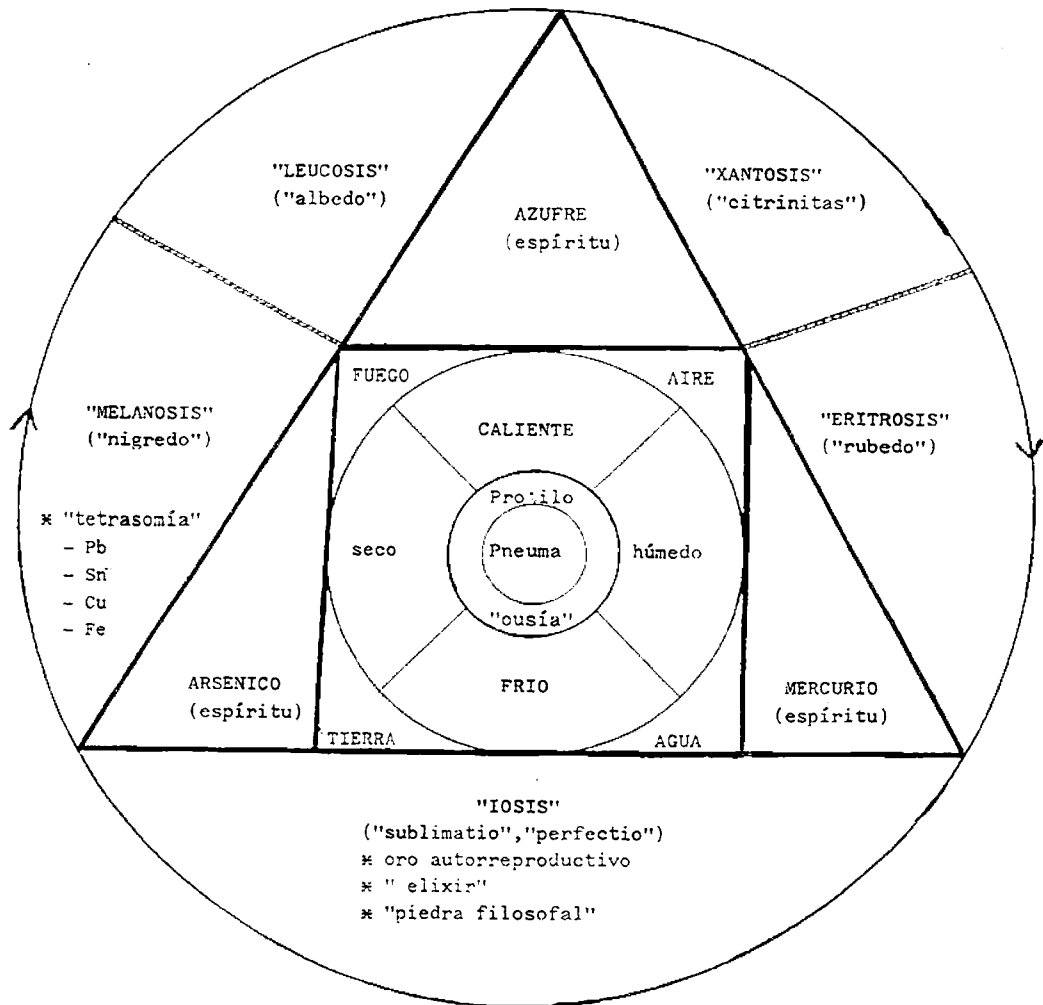 "LEUCOSIS"
("albedo")
"XANTOSIS"
("citrinitas")
AZUFRE
(espíritu)
FUEGO
AIRE
"MELANOSIS"
("nigredo")
* "tetrasomía"
- Pb
- Sn
- Cu
- Fe
"ERITROSIS"
("rubedo")
CALIENTE
Protilo
seco
Pneuma
húmedo
"ousía"
FRIO
ARSENICO
(espíritu)
MERCURIO
(espíritu)
TIERRA
AGUA
"IOSIS"
("sublimatio","perfectio")
* oro autorreproductivo
* " elixir"
* "piedra filosofal"